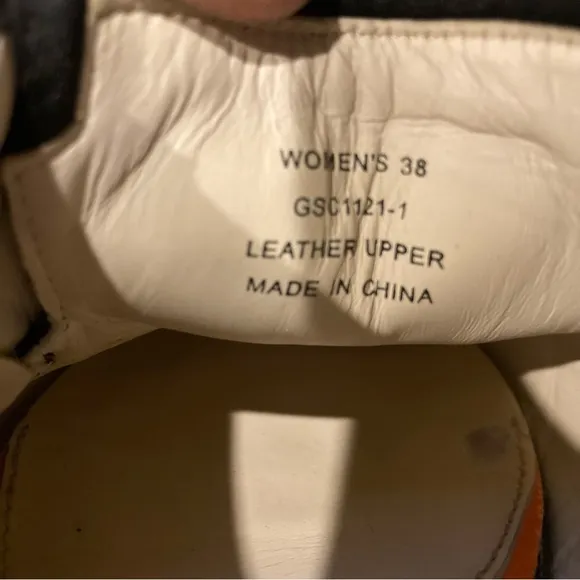 WOMEN'S 38
GSC1121-1
LEATHER UPPER
MADE IN CHINA